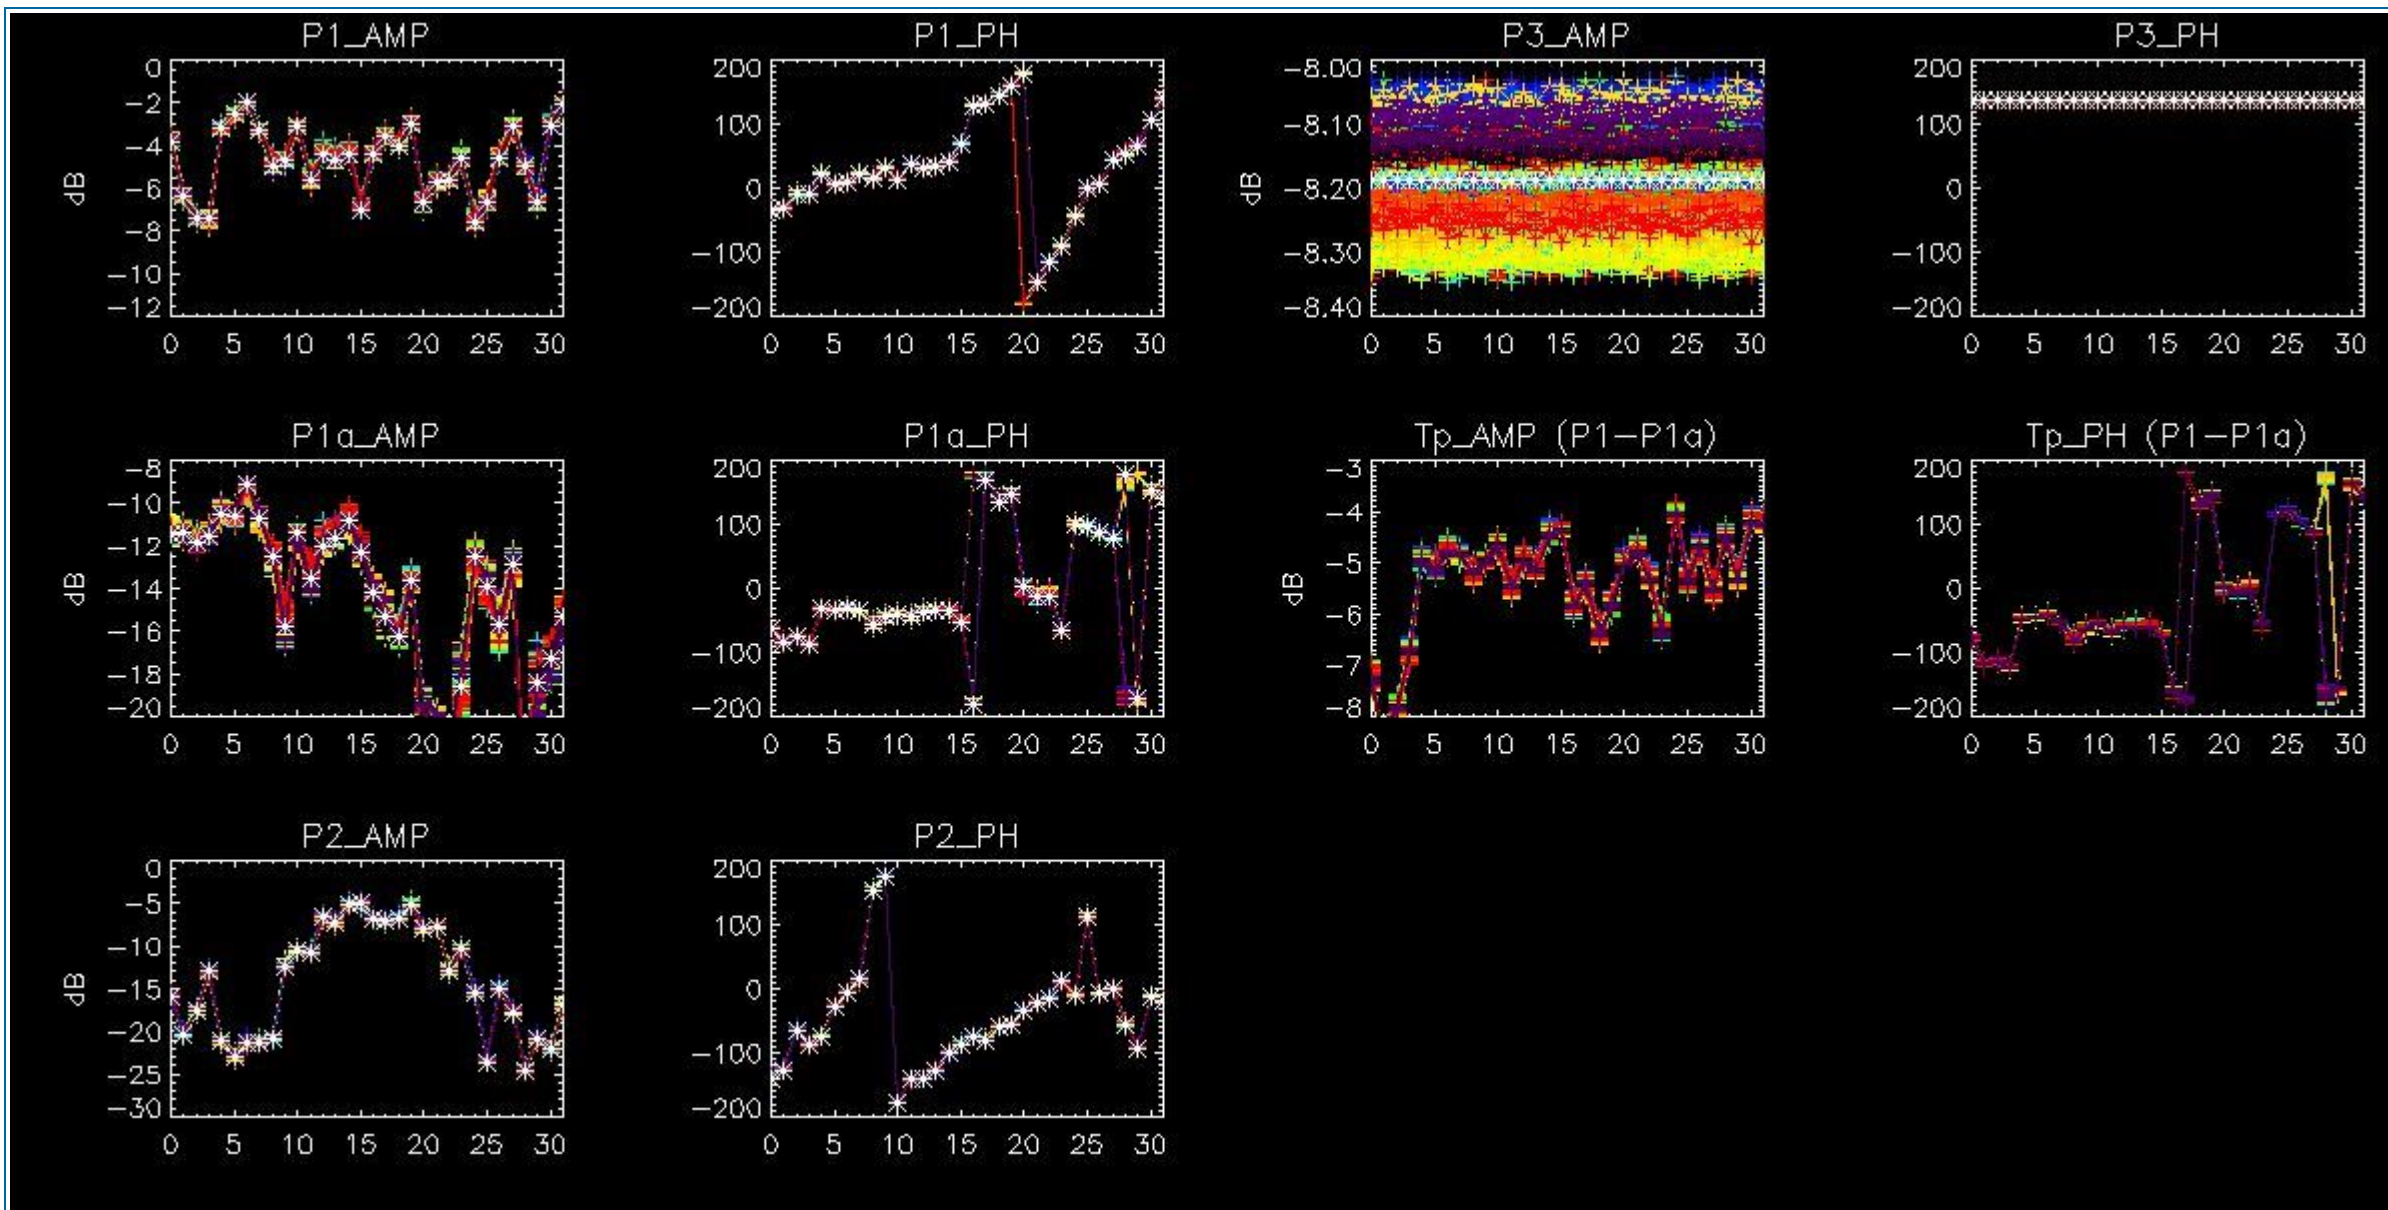 P1_AMP
P1_PH
P3_AMP
P3_PH
0
−2
−4
−6
−8
−10
−12
dB
0 5 10 15 20 25 30
200
100
0
−100
−200
0 5 10 15 20 25 30
−8.00
−8.10
−8.20
−8.30
−8.40
dB
0 5 10 15 20 25 30
200
100
0
−100
−200
0 5 10 15 20 25 30
P1a_AMP
P1a_PH
Tp_AMP (P1−P1a)
Tp_PH (P1−P1a)
−8
−10
−12
−14
−16
−18
−20
dB
0 5 10 15 20 25 30
200
100
0
−100
−200
0 5 10 15 20 25 30
−3
−4
−5
−6
−7
−8
dB
0 5 10 15 20 25 30
200
100
0
−100
−200
0 5 10 15 20 25 30
P2_AMP
P2_PH
0
−5
−10
−15
−20
−25
−30
dB
0 5 10 15 20 25 30
200
100
0
−100
−200
0 5 10 15 20 25 30